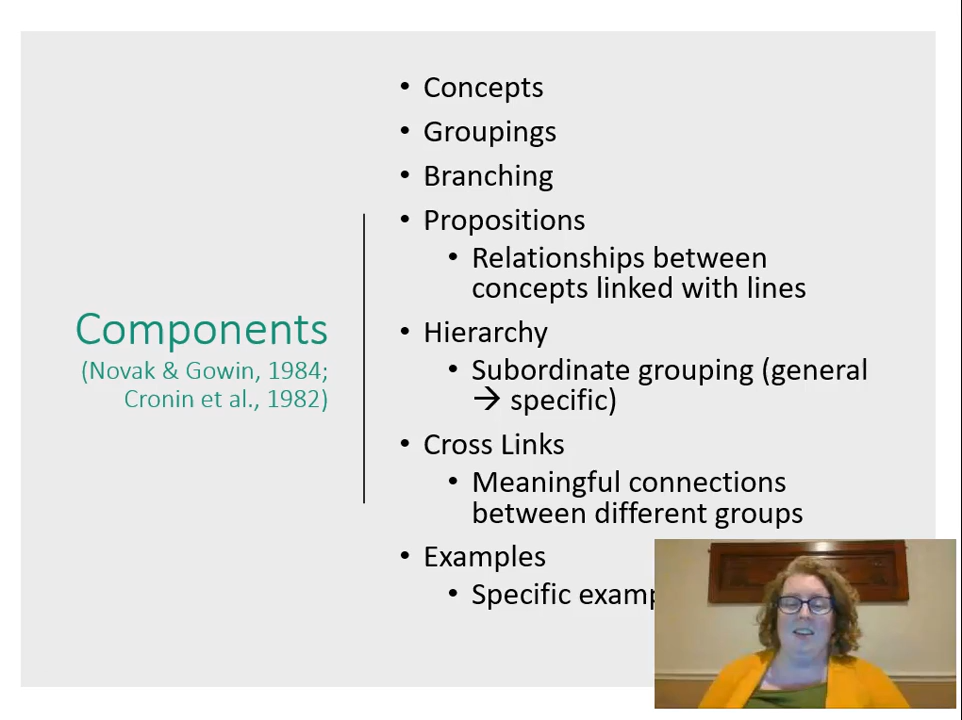 Components
(Novak & Gowin, 1984;
Cronin et al., 1982)
• Concepts
• Groupings
• Branching
• Propositions
• Relationships between
concepts linked with lines
• Hierarchy
• Subordinate grouping (general
→ specific)
• Cross Links
• Meaningful connections
between different groups
• Examples
• Specific